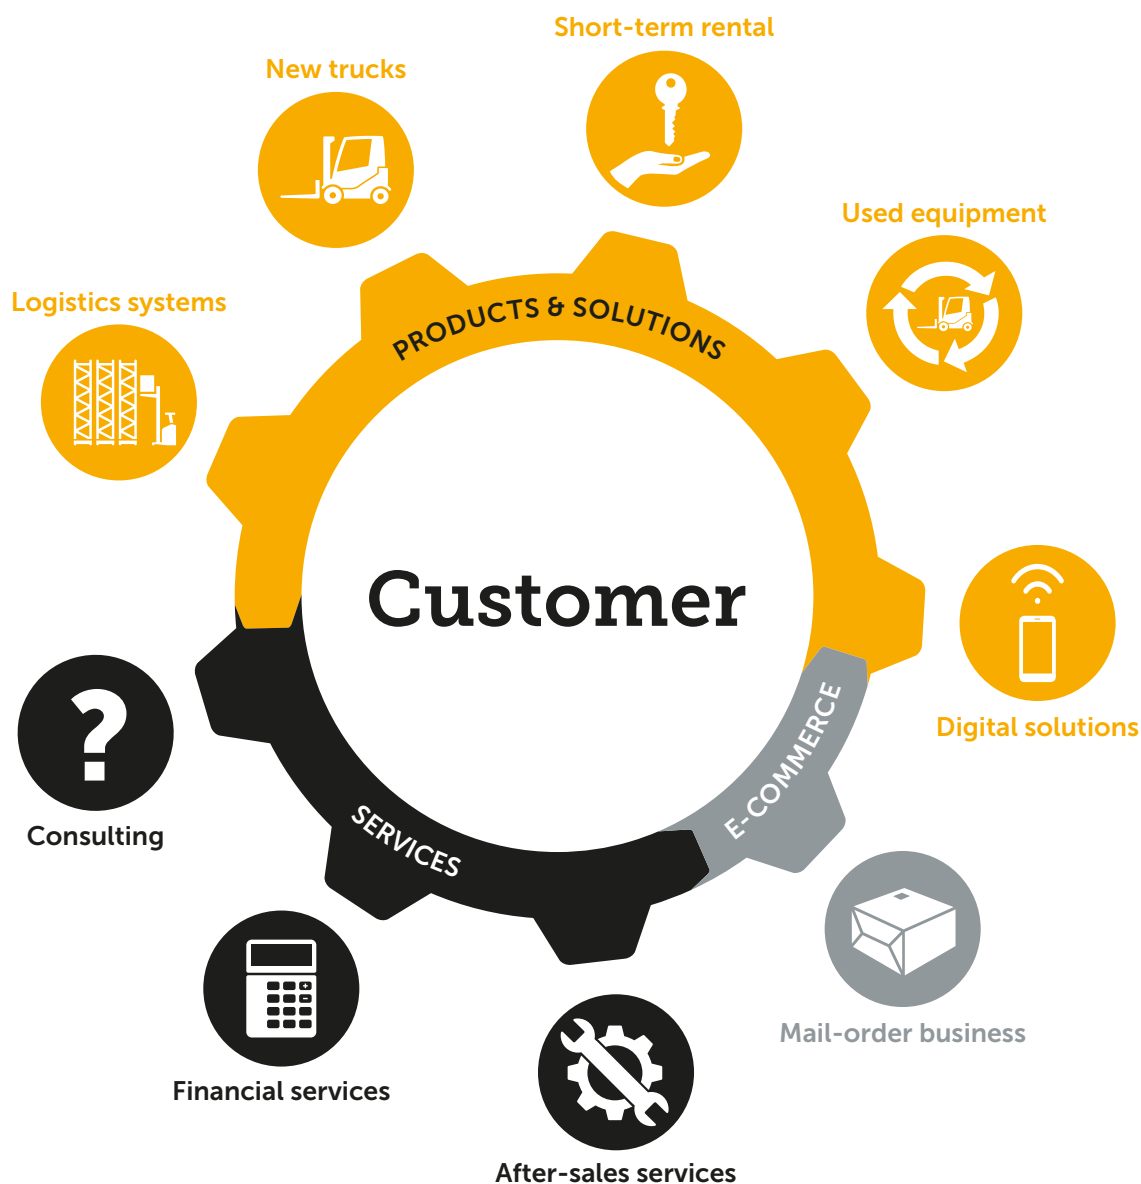 Short-term rental
New trucks
Used equipment
Logistics systems
PRODUCTS & SOLUTIONS
Customer
Digital solutions
E-COMMERCE
SERVICES
Consulting
Mail-order business
Financial services
After-sales services